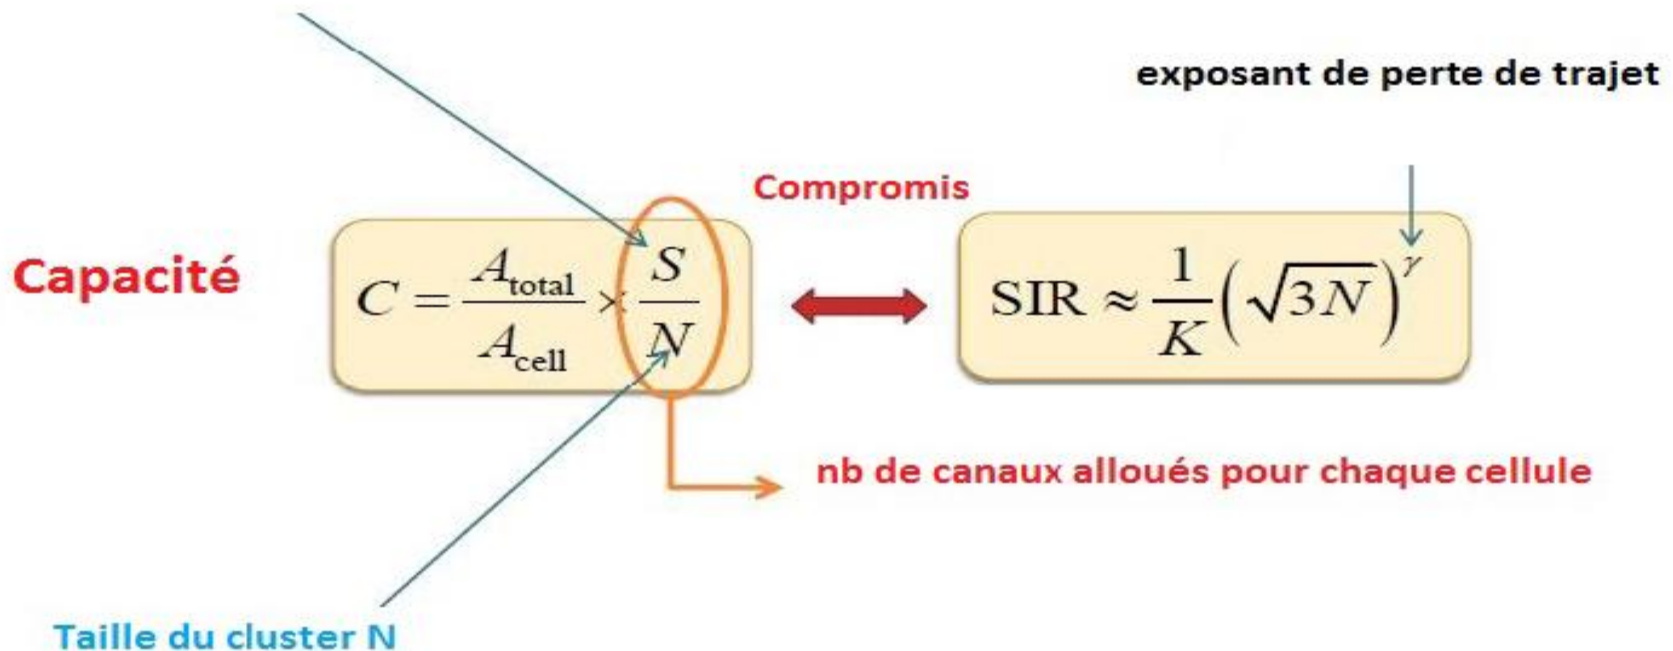 exposant de perte de trajet
Compromis
Capacité
C = A_total / A_cell × S / N
SIR ≈ 1 / K (√3N)^γ
nb de canaux alloués pour chaque cellule
Taille du cluster N